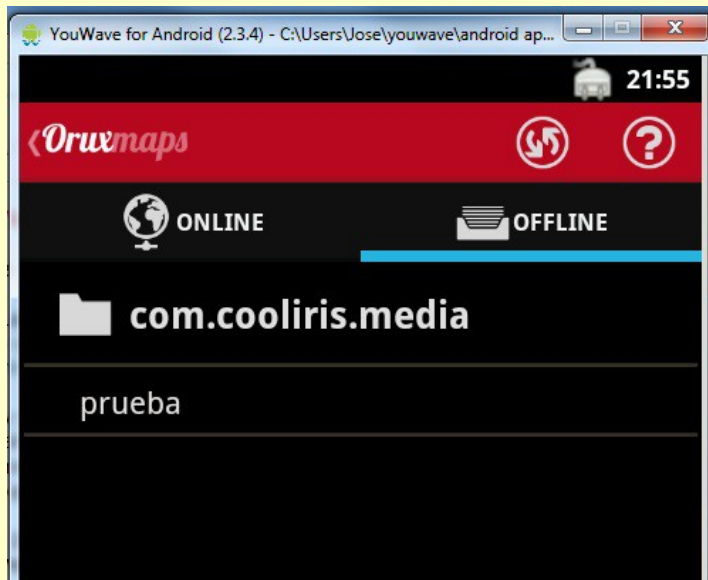 YouWave for Android (2.3.4) - C:\Users\Jose\youwave\android ap...
21:55
Oruxmaps
ONLINE
OFFLINE
com.cooliris.media
prueba